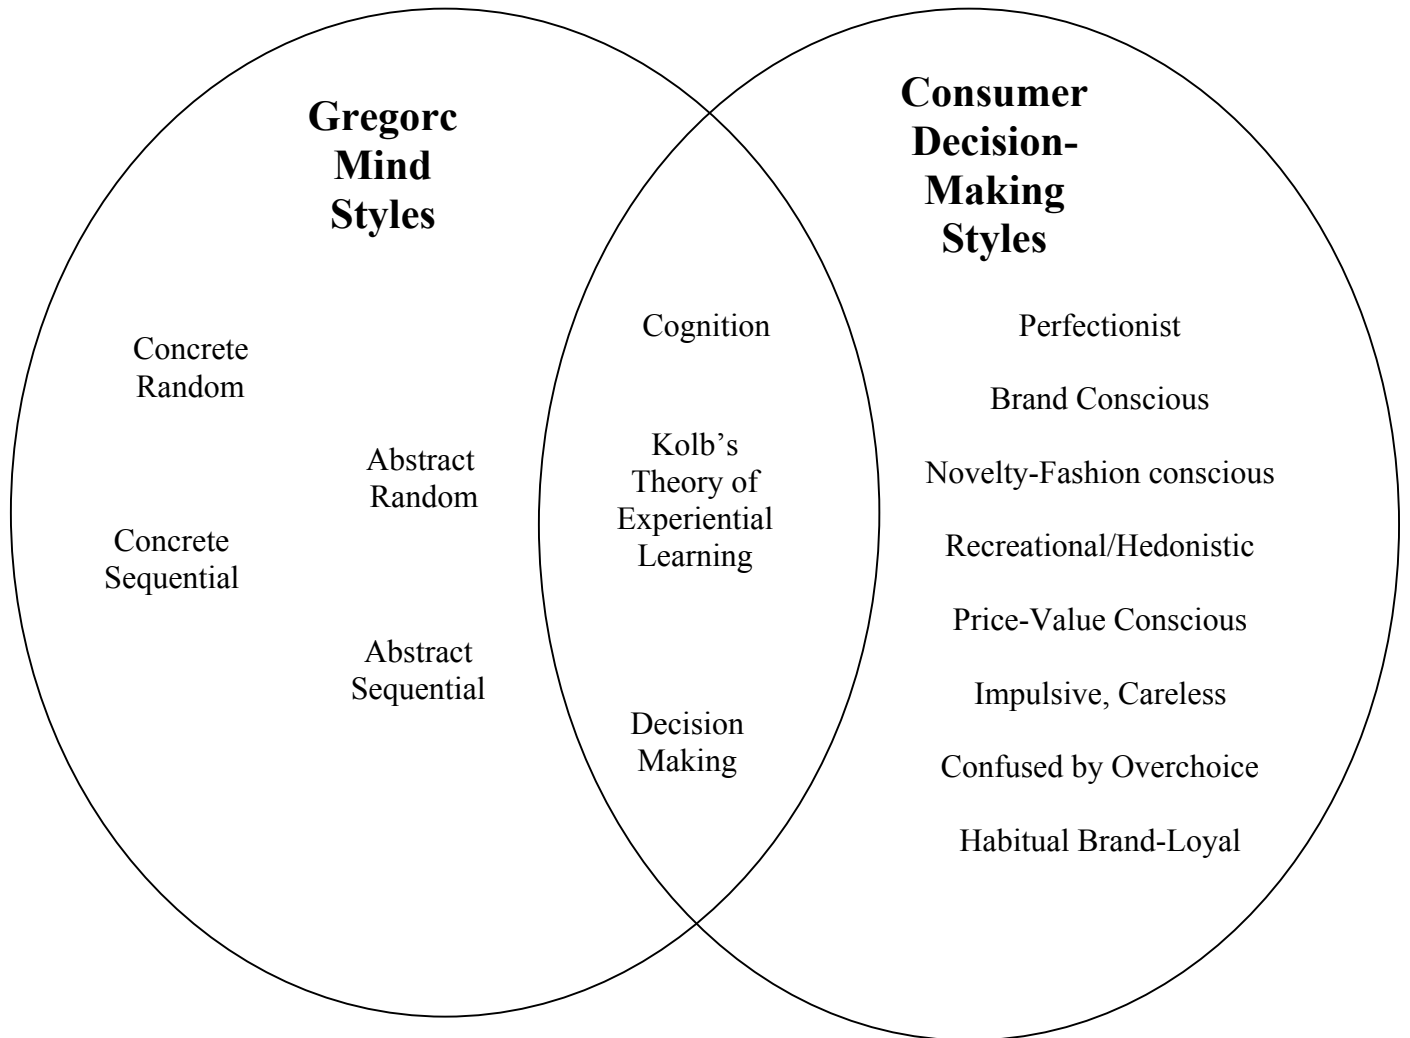 Gregorc
Mind
Styles
Concrete
Random
Abstract
Random
Concrete
Sequential
Abstract
Sequential
Cognition
Kolb’s
Theory of
Experiential
Learning
Decision
Making
Consumer
Decision-
Making
Styles
Perfectionist
Brand Conscious
Novelty-Fashion conscious
Recreational/Hedonistic
Price-Value Conscious
Impulsive, Careless
Confused by Overchoice
Habitual Brand-Loyal